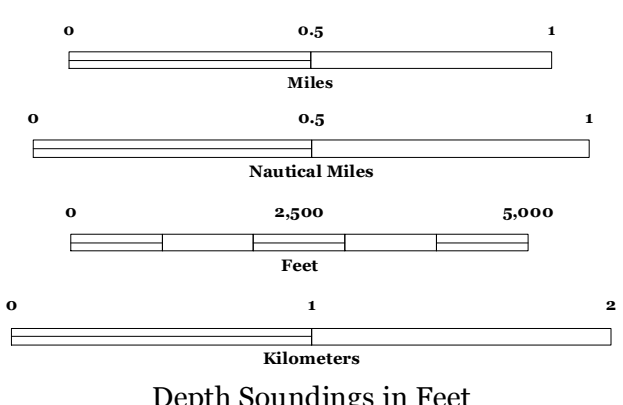 0 0.5 1
Miles
0 0.5 1
Nautical Miles
0 2,500 5,000
Feet
0 1 2
Kilometers
Depth Soundings in Feet